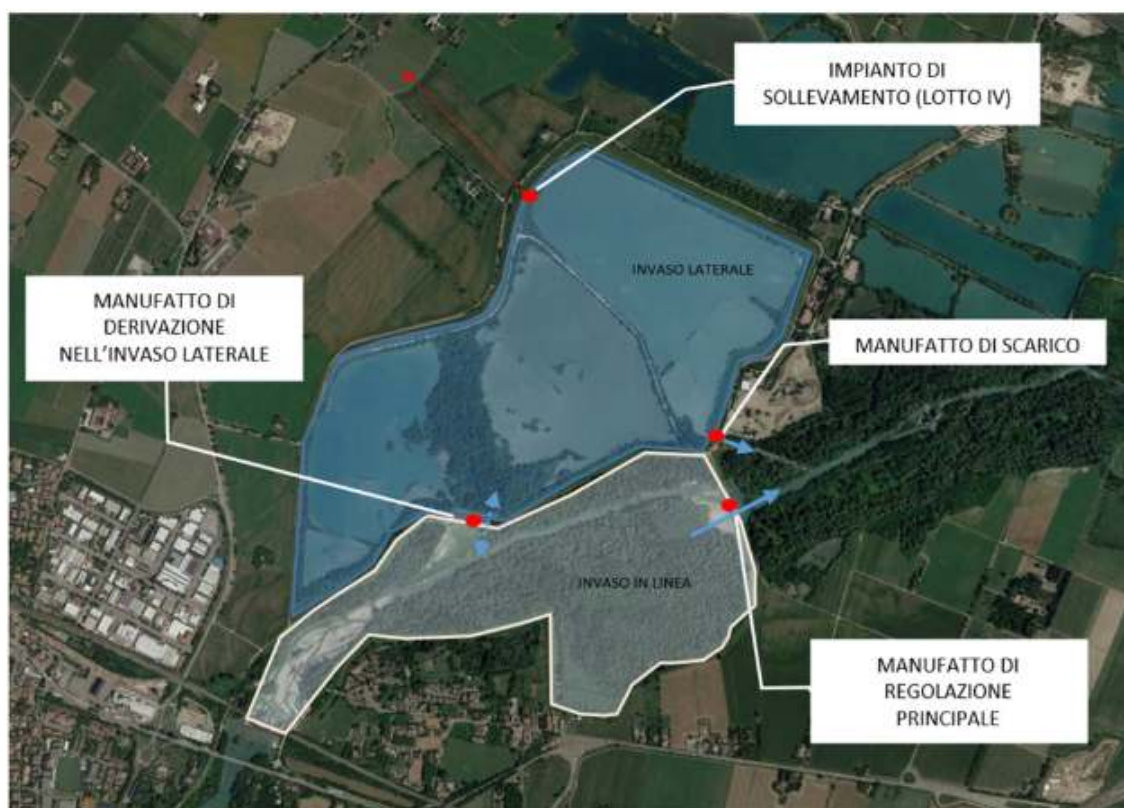 IMPIANTO DI
SOLLEVAMENTO (LOTTO IV)
INVASO LATERALE
MANUFATTO DI
DERIVAZIONE
NELL'INVASO LATERALE
MANUFATTO DI SCARICO
INVASO IN LINEA
MANUFATTO DI
REGOLAZIONE
PRINCIPALE